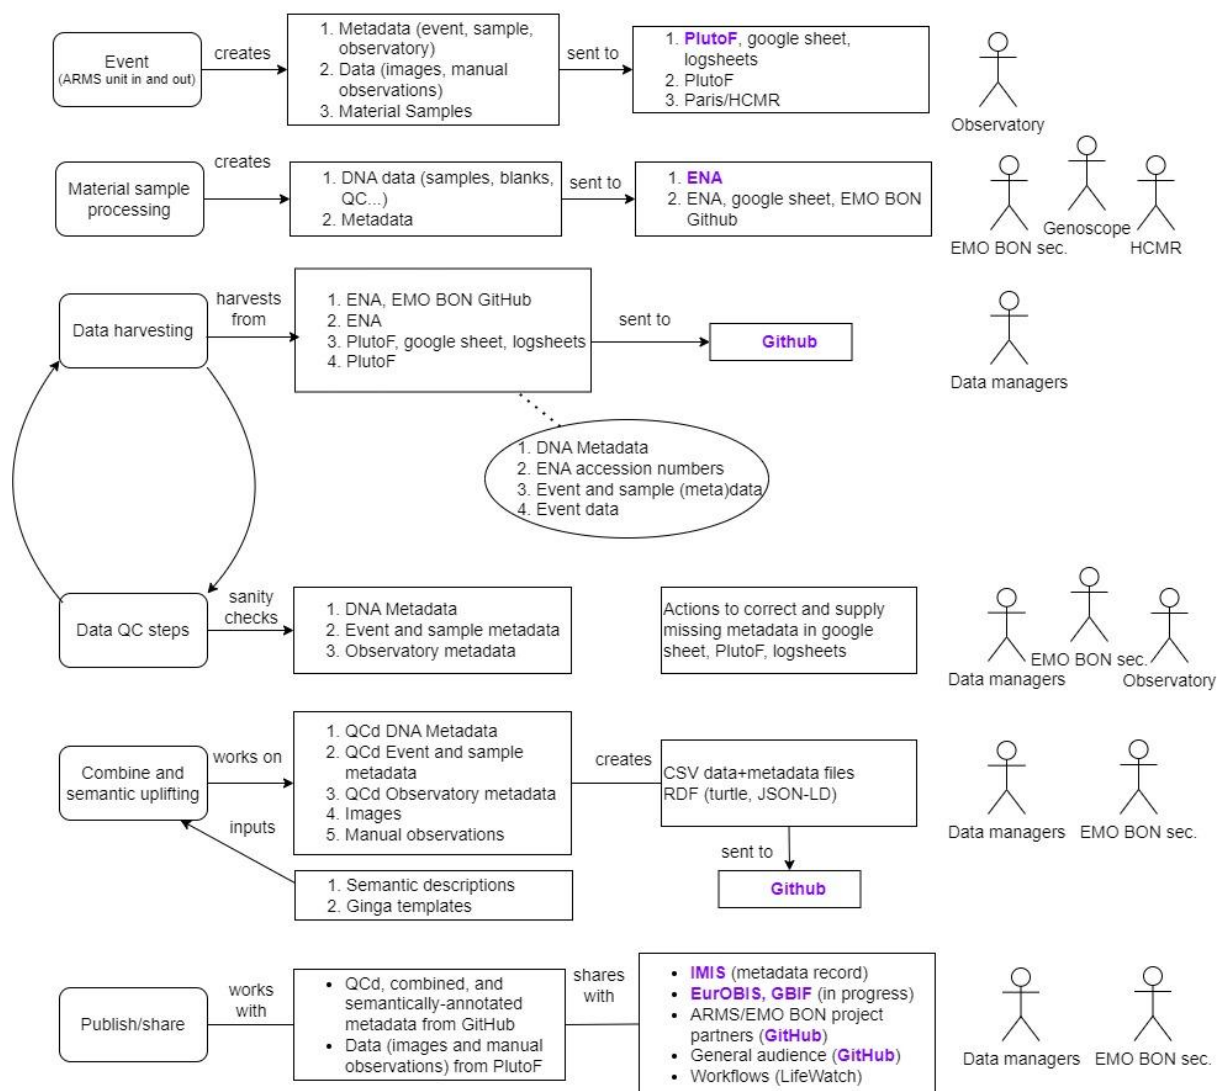 Event
(ARMS unit in and out)
creates
1. Metadata (event, sample,
observatory)
2. Data (images, manual
observations)
3. Material Samples
sent to
1. PlutoF, google sheet,
logsheets
2. PlutoF
3. Paris/HCMR
Observatory
Material sample
processing
creates
1. DNA data (samples, blanks,
QC...)
2. Metadata
sent to
1. ENA
2. ENA, google sheet, EMO BON
Github
EMO BON sec.
Genoscope
HCMR
Data harvesting
harvests
from
1. ENA, EMO BON GitHub
2. ENA
3. PlutoF, google sheet, logsheets
4. PlutoF
sent to
Github
Data managers
1. DNA Metadata
2. ENA accession numbers
3. Event and sample (meta)data
4. Event data
Data QC steps
sanity
checks
1. DNA Metadata
2. Event and sample metadata
3. Observatory metadata
Actions to correct and supply
missing metadata in google
sheet, PlutoF, logsheets
Data managers
EMO BON sec.
Observatory
Combine and
semantic uplifting
works on
1. QCd DNA Metadata
2. QCd Event and sample
metadata
3. QCd Observatory metadata
4. Images
5. Manual observations
creates
CSV data+metadata files
RDF (turtle, JSON-LD)
Data managers
EMO BON sec.
inputs
1. Semantic descriptions
2. Ginga templates
sent to
Github
Publish/share
works
with
• QCd, combined, and
semantically-annotated
metadata from GitHub
• Data (images and manual
observations) from PlutoF
shares
with
• IMIS (metadata record)
• EurOBIS, GBIF (in progress)
• ARMS/EMO BON project
partners (GitHub)
• General audience (GitHub)
• Workflows (LifeWatch)
Data managers
EMO BON sec.